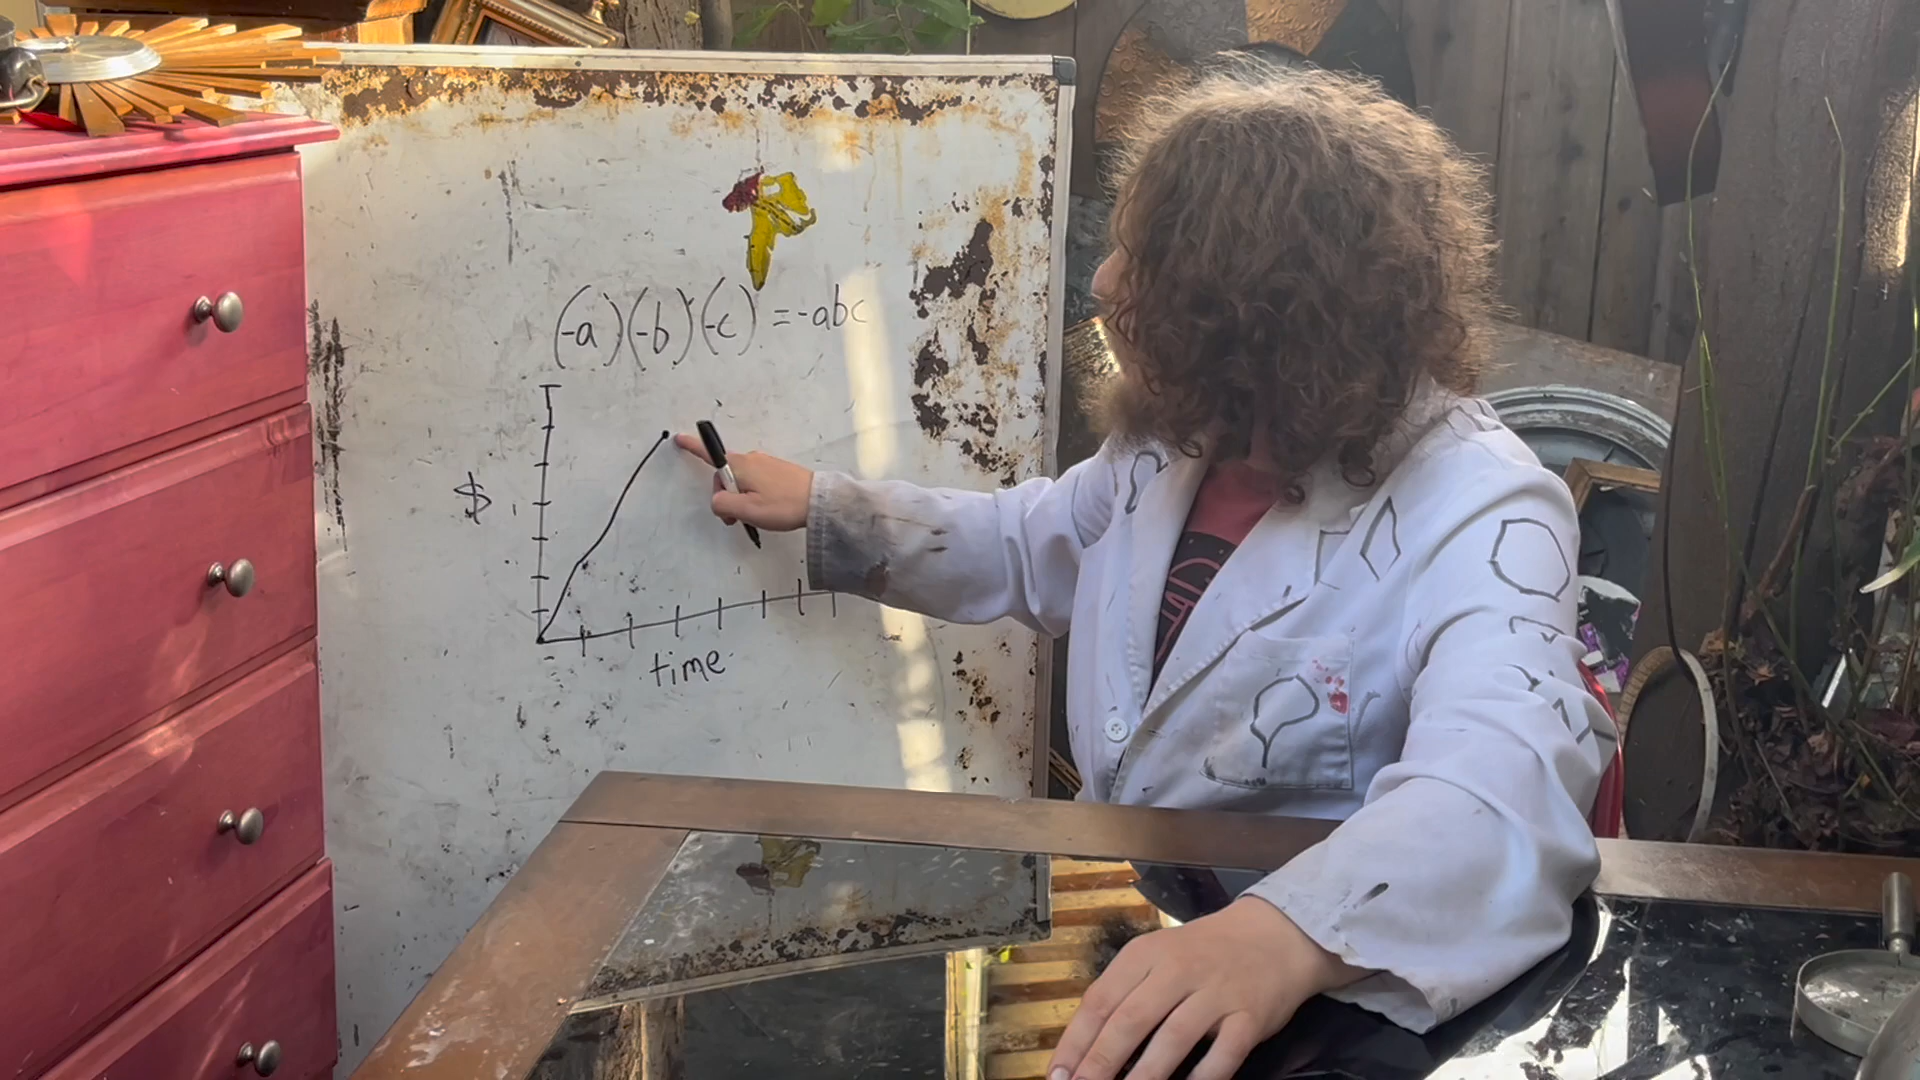 (-a)(-b)(-c) = -abc
$
time